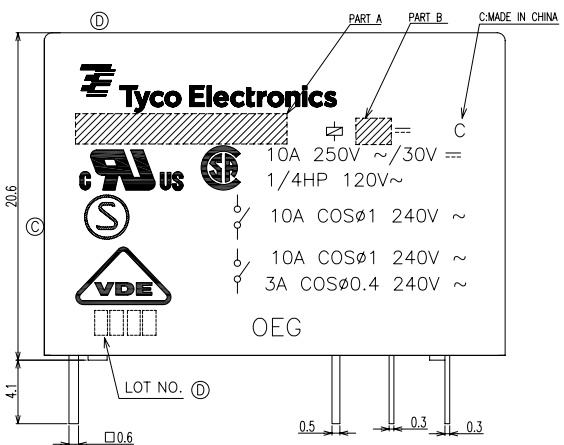 D
PART A
PART B
C:MADE IN CHINA
Tyco Electronics
C
10A 250V ~/30V ⎓
c RU US
SA
1/4HP 120V~
S
10A COSø1 240V ~
10A COSø1 240V ~
VDE
3A COSø0.4 240V ~
OEG
20.6
C
LOT NO. D
4.1
□0.6
0.5
0.3
0.3